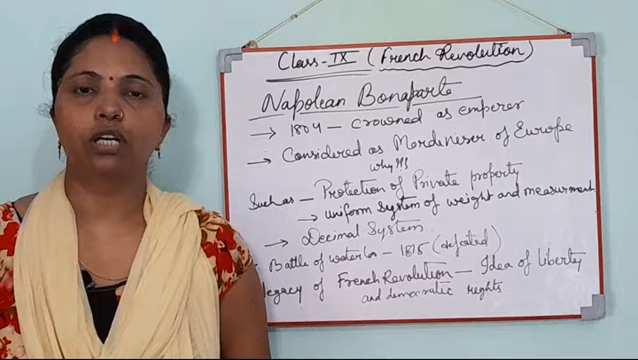 Class-IX (French Revolution)
Napolean Bonaparte
→ 1804 - Crowned as emperer
→ Considered as Morderniser of Europe
why???
Such as - Protection of Private property
→ uniform system of weight and measurment
→ Decimal System
Battle of waterloo - 1815 (defeated)
legacy of French Revolution - Idea of liberty
and democratic rights